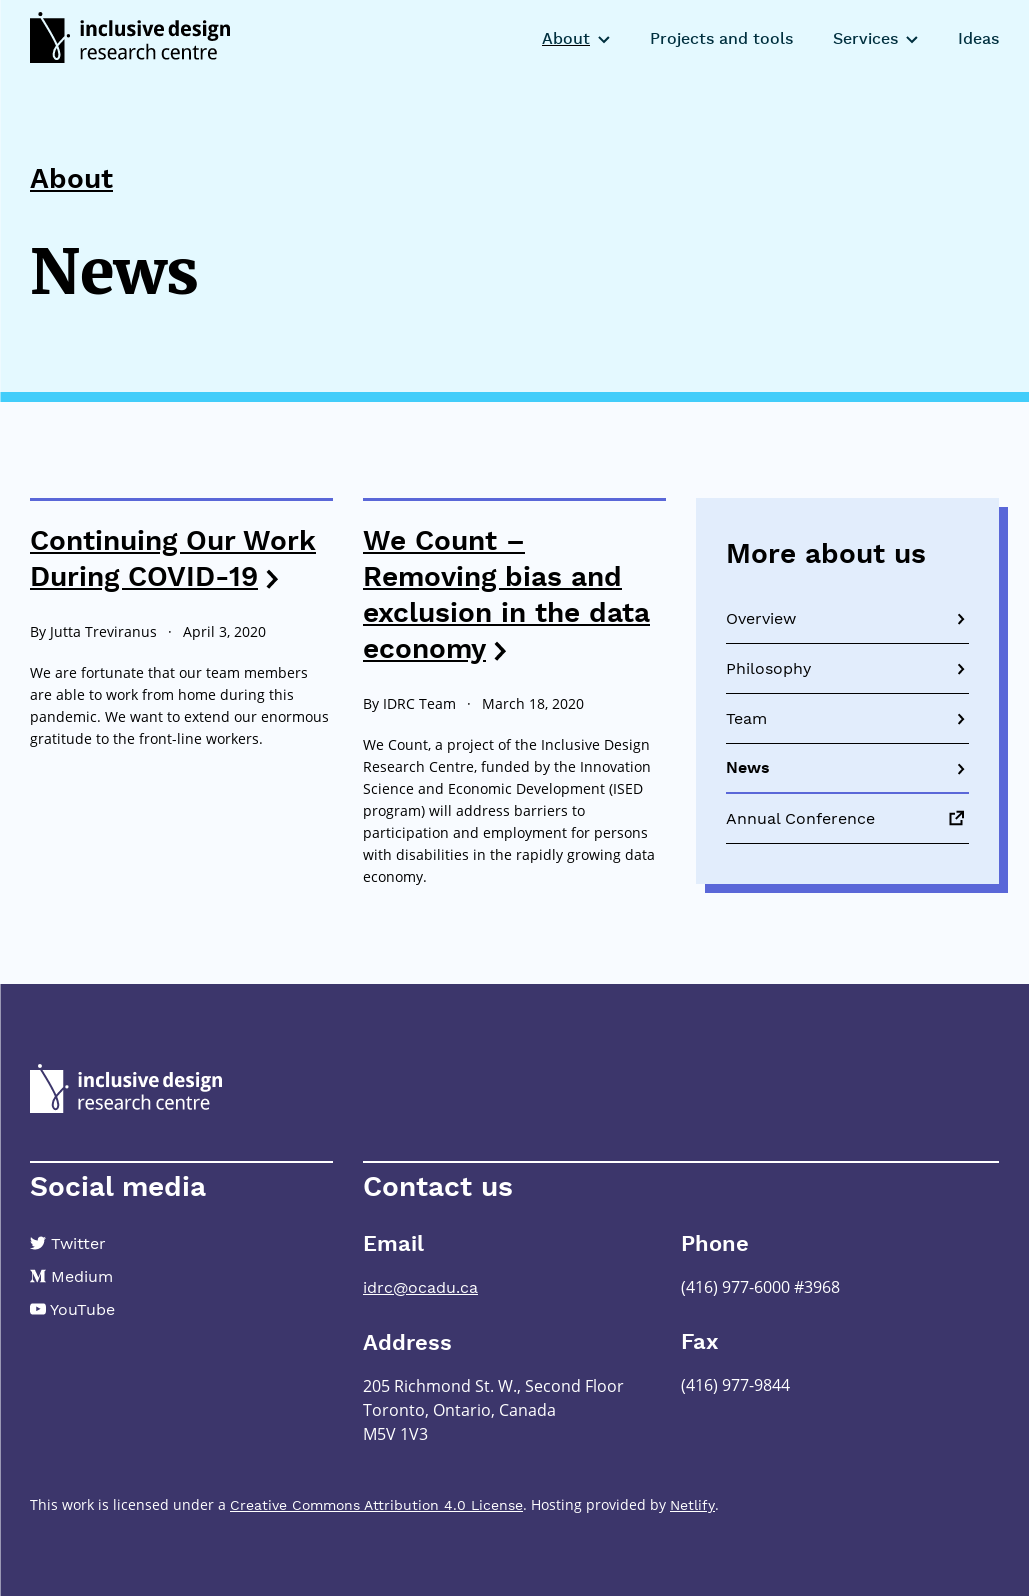 inclusive design
research centre
About
Projects and tools
Services
Ideas
About
News
Continuing Our Work
During COVID-19
By Jutta Treviranus · April 3, 2020
We are fortunate that our team members
are able to work from home during this
pandemic. We want to extend our enormous
gratitude to the front-line workers.
We Count –
Removing bias and
exclusion in the data
economy
By IDRC Team · March 18, 2020
We Count, a project of the Inclusive Design
Research Centre, funded by the Innovation
Science and Economic Development (ISED
program) will address barriers to
participation and employment for persons
with disabilities in the rapidly growing data
economy.
More about us
Overview
Philosophy
Team
News
Annual Conference
inclusive design
research centre
Social media
Twitter
Medium
YouTube
Contact us
Email
idrc@ocadu.ca
Address
205 Richmond St. W., Second Floor
Toronto, Ontario, Canada
M5V 1V3
Phone
(416) 977-6000 #3968
Fax
(416) 977-9844
This work is licensed under a Creative Commons Attribution 4.0 License. Hosting provided by Netlify.